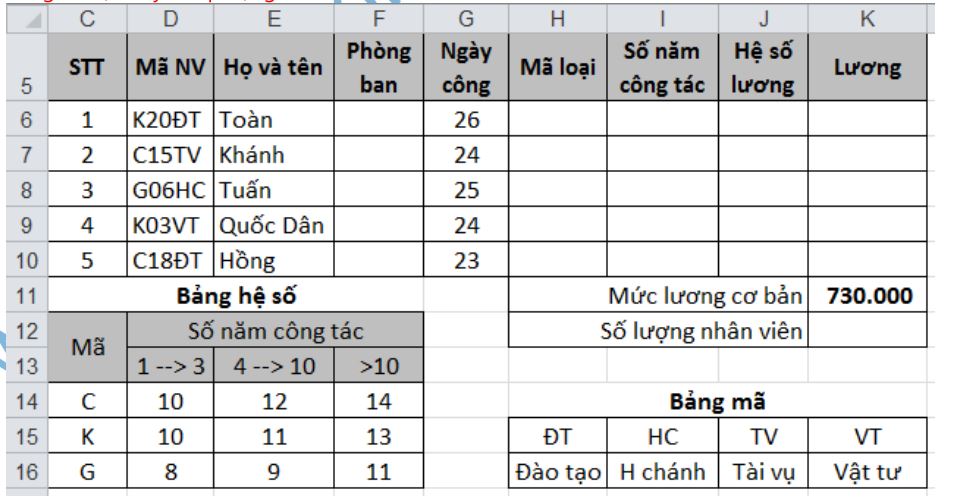 C D E F G H I J K
5 STT Mã NV Họ và tên Phòng ban Ngày công Mã loại Số năm công tác Hệ số lương Lương
6 1 K20ĐT Toàn 26
7 2 C15TV Khánh 24
8 3 G06HC Tuấn 25
9 4 K03VT Quốc Dân 24
10 5 C18ĐT Hồng 23
11 Bảng hệ số Mức lương cơ bản 730.000
12 Mã Số năm công tác Số lượng nhân viên
13 1 --> 3 4 --> 10 >10
14 C 10 12 14 Bảng mã
15 K 10 11 13 ĐT HC TV VT
16 G 8 9 11 Đào tạo H chánh Tài vụ Vật tư